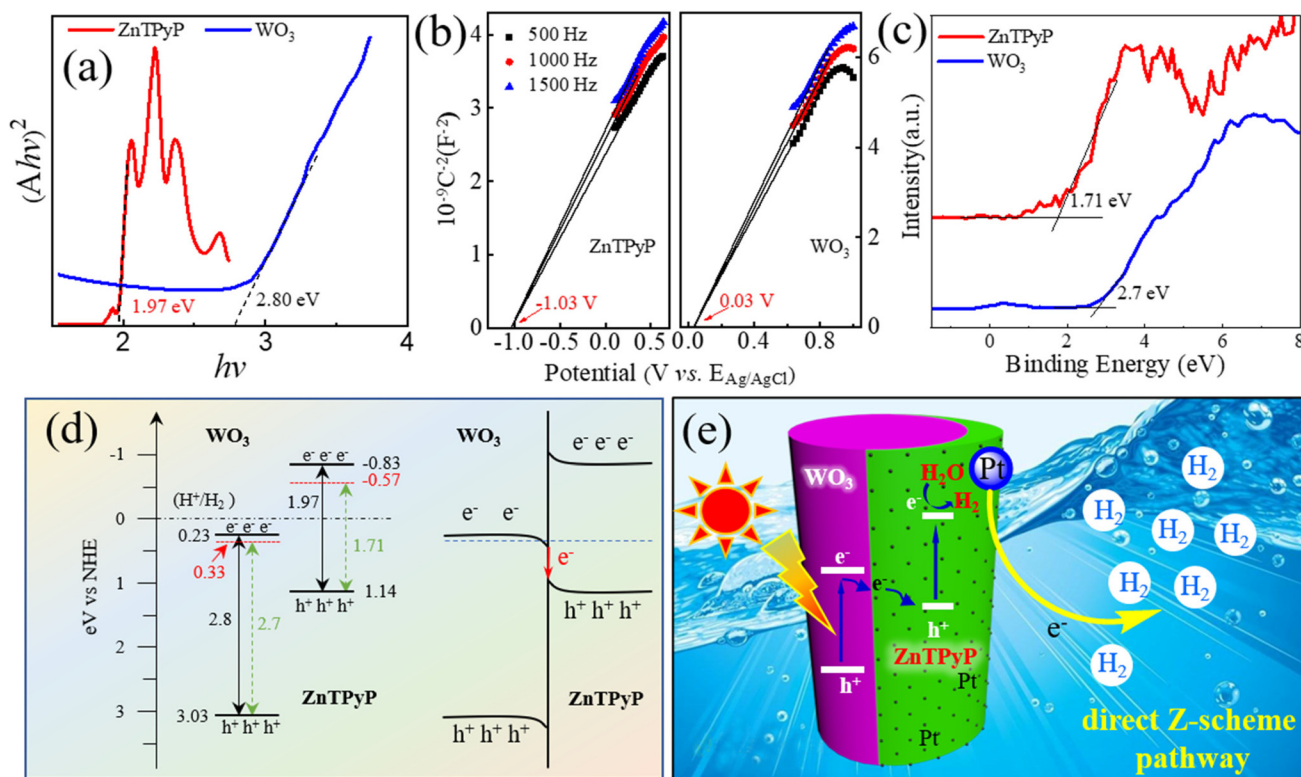 (a)
ZnTPyP
WO3
(Ahν)²
1.97 eV
2.80 eV
2
3
4
hν
(b)
500 Hz
1000 Hz
1500 Hz
10⁻⁹C⁻²(F⁻²)
4
3
2
1
0
ZnTPyP
-1.03 V
-1.0
-0.5
0.0
0.5
WO3
0.03 V
0.0
0.4
0.8
6
4
2
0
Potential (V vs. EAg/AgCl)
(c)
ZnTPyP
WO3
Intensity(a.u.)
1.71 eV
2.7 eV
0
2
4
6
8
Binding Energy (eV)
(d)
eV vs NHE
-1
0
1
2
3
WO3
(H⁺/H2)
e⁻ e⁻ e⁻
0.23
0.33
2.8
2.7
3.03
h⁺ h⁺ h⁺
e⁻ e⁻ e⁻
-0.83
-0.57
1.97
1.71
1.14
h⁺ h⁺ h⁺
ZnTPyP
WO3
e⁻ e⁻ e⁻
e⁻ e⁻
e⁻
h⁺ h⁺ h⁺
h⁺ h⁺ h⁺
ZnTPyP
(e)
WO3
H2O
H2
Pt
e⁻
e⁻
e⁻
h⁺
h⁺
ZnTPyP
Pt
Pt
e⁻
H2
H2
H2
H2
H2
H2
H2
direct Z-scheme
pathway